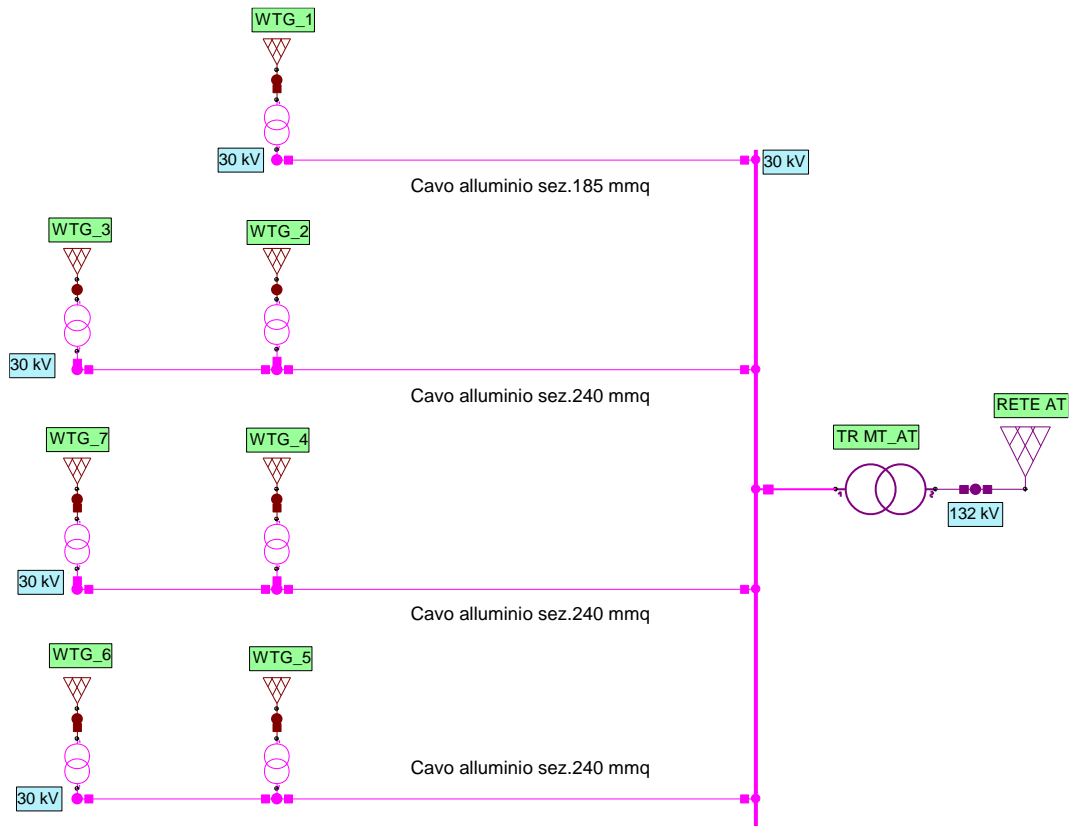 WTG_1
30 kV
30 kV
Cavo alluminio sez.185 mmq
WTG_3
WTG_2
30 kV
Cavo alluminio sez.240 mmq
RETE AT
WTG_7
WTG_4
TR MT_AT
1
2
132 kV
30 kV
Cavo alluminio sez.240 mmq
WTG_6
WTG_5
Cavo alluminio sez.240 mmq
30 kV